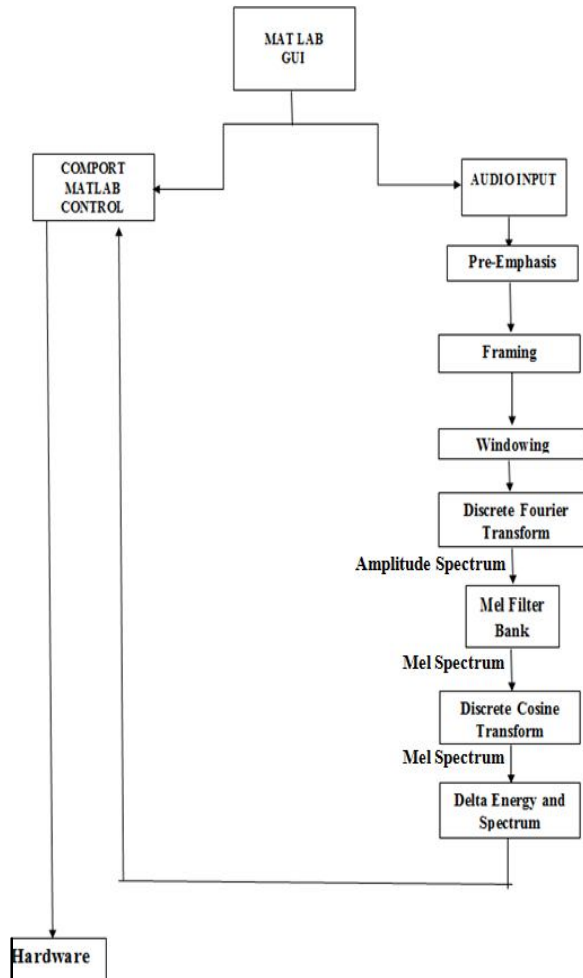 MAT LAB
GUI
COMPORT
MATLAB
CONTROL
AUDIO INPUT
Pre-Emphasis
Framing
Windowing
Discrete Fourier
Transform
Amplitude Spectrum
Mel Filter
Bank
Mel Spectrum
Discrete Cosine
Transform
Mel Spectrum
Delta Energy and
Spectrum
Hardware